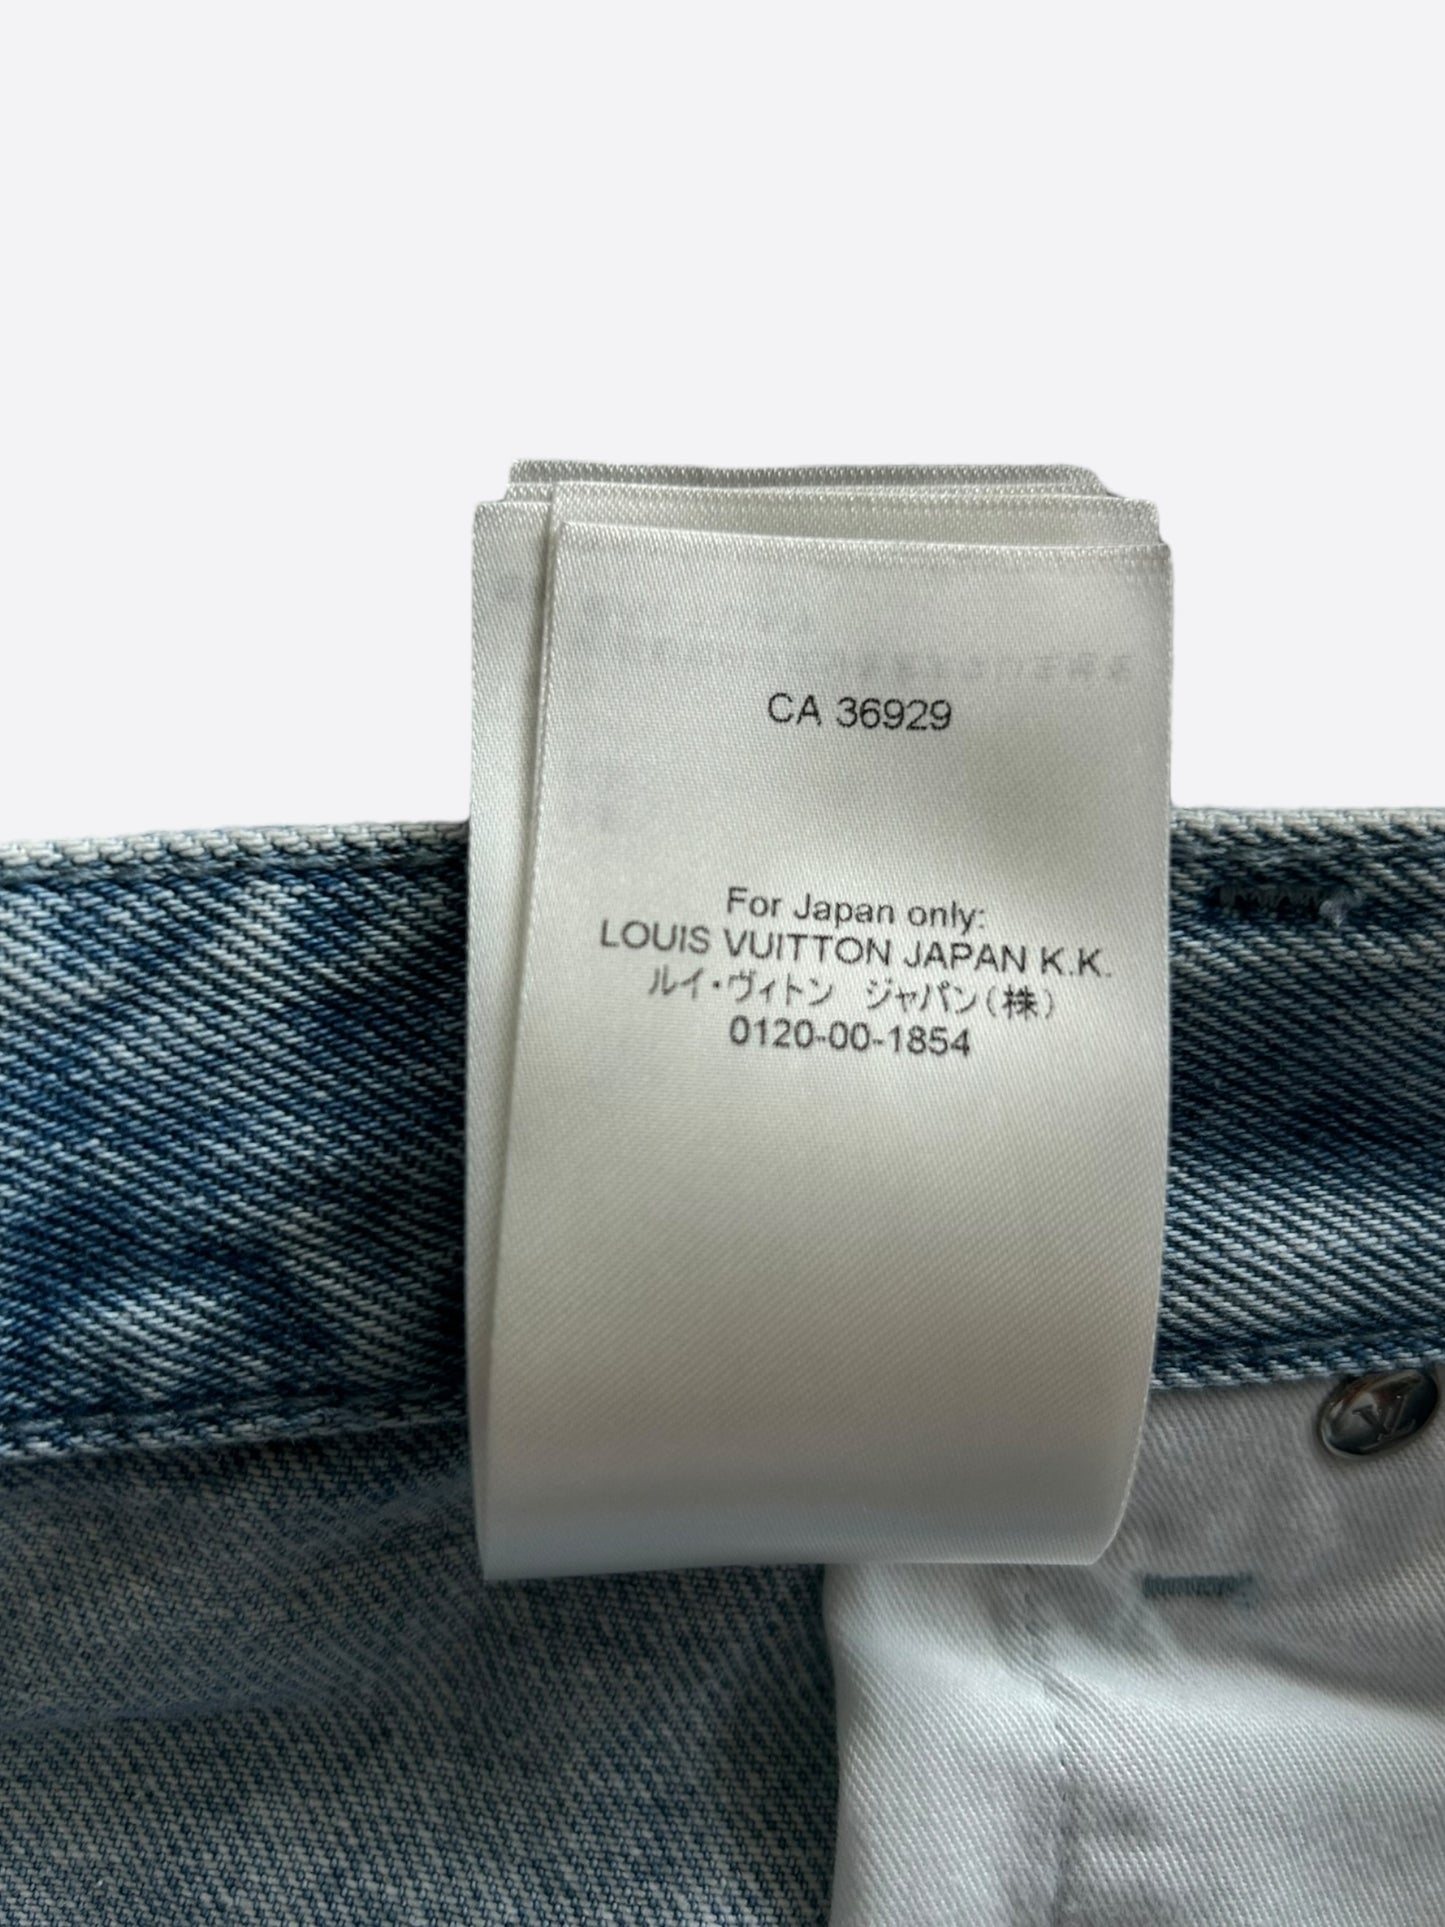 CA 36929
For Japan only:
LOUIS VUITTON JAPAN K.K.
ルイ・ヴィトン ジャパン(株)
0120-00-1854
LV